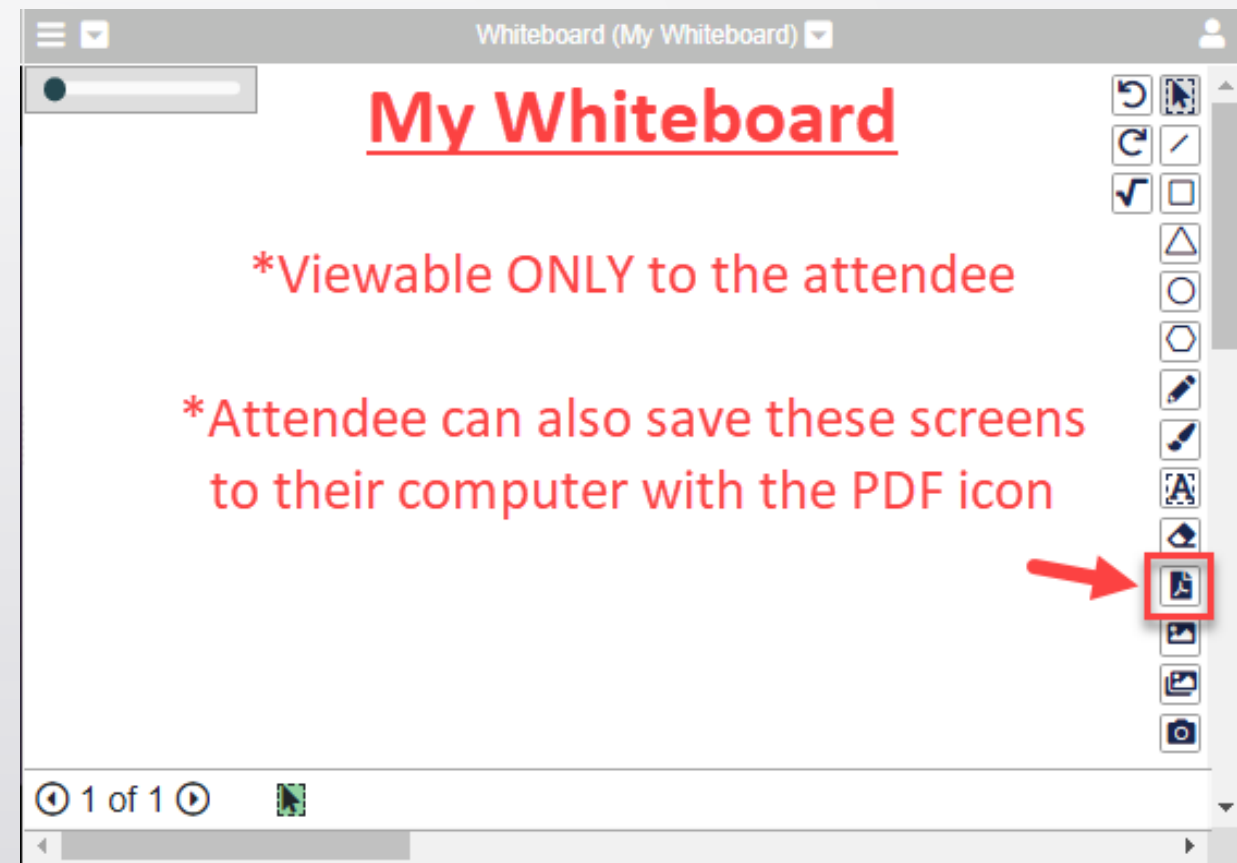 Whiteboard (My Whiteboard)
My Whiteboard
*Viewable ONLY to the attendee
*Attendee can also save these screens
to their computer with the PDF icon
A
1 of 1